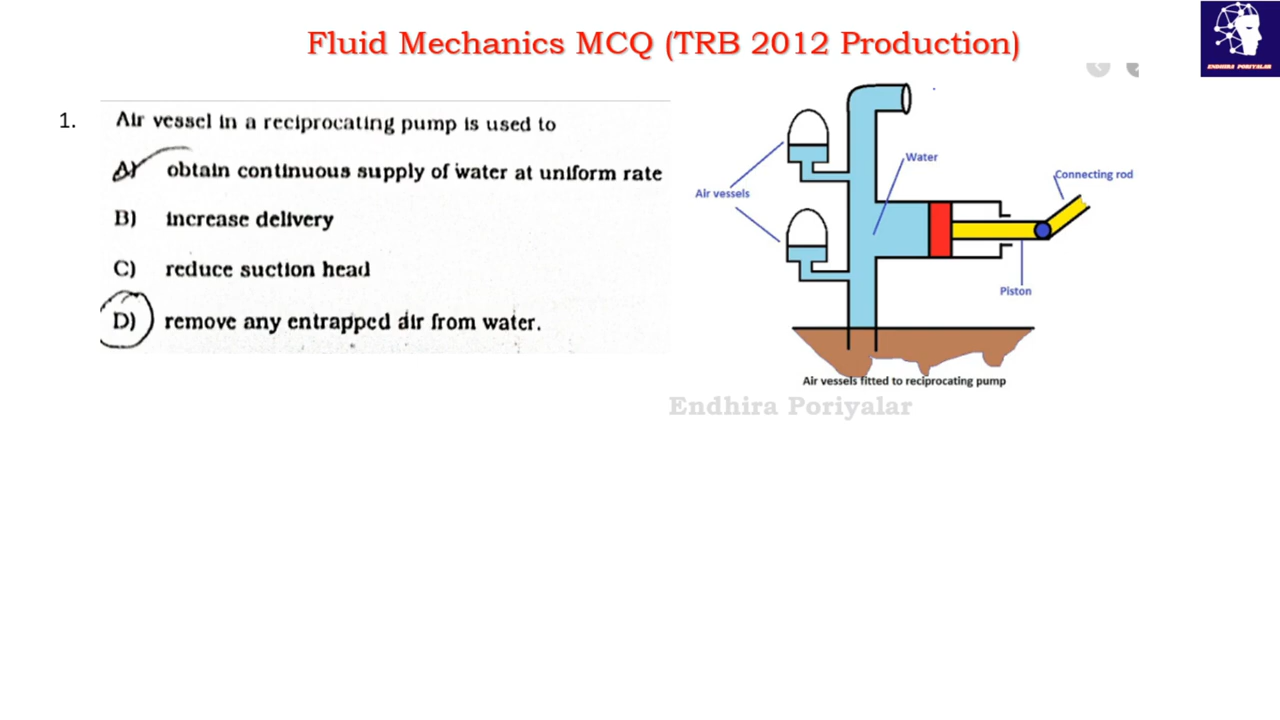 Fluid Mechanics MCQ (TRB 2012 Production)
ENDHIRA PORIYALAR
1.
Air vessel in a reciprocating pump is used to
A) obtain continuous supply of water at uniform rate
B) increase delivery
C) reduce suction head
D) remove any entrapped air from water.
Water
Connecting rod
Air vessels
Piston
Air vessels fitted to reciprocating pump
Endhira Poriyalar